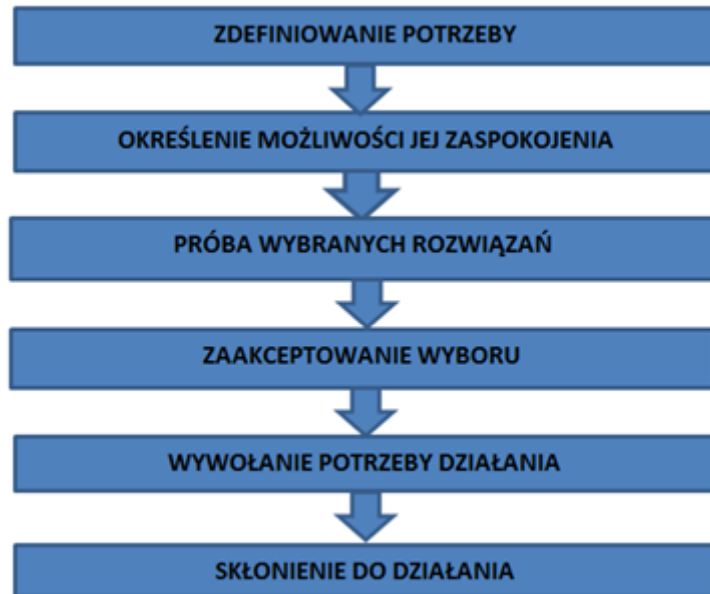 ZDEFINIOWANIE POTRZEBY
OKREŚLENIE MOŻLIWOŚCI JEJ ZASPOKOJENIA
PRÓBA WYBRANYCH ROZWIĄZAŃ
ZAAKCEPTOWANIE WYBORU
WYWOŁANIE POTRZEBY DZIAŁANIA
SKŁONIENIE DO DZIAŁANIA